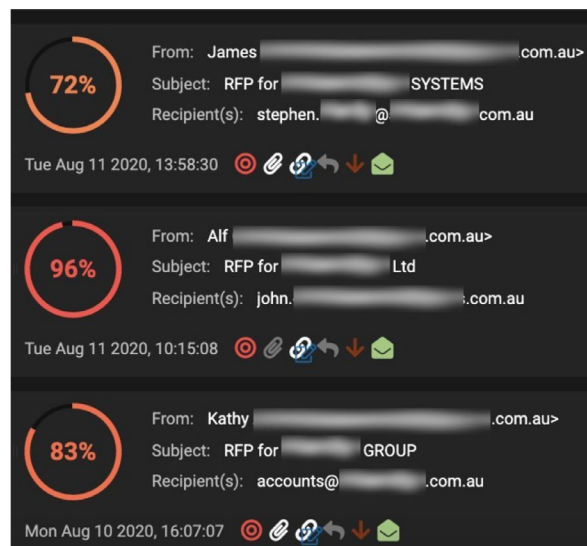 72%
From: James .com.au>
Subject: RFP for SYSTEMS
Recipient(s): stephen. @ com.au
Tue Aug 11 2020, 13:58:30
96%
From: Alf .com.au>
Subject: RFP for Ltd
Recipient(s): john. .com.au
Tue Aug 11 2020, 10:15:08
83%
From: Kathy .com.au>
Subject: RFP for GROUP
Recipient(s): accounts@ .com.au
Mon Aug 10 2020, 16:07:07